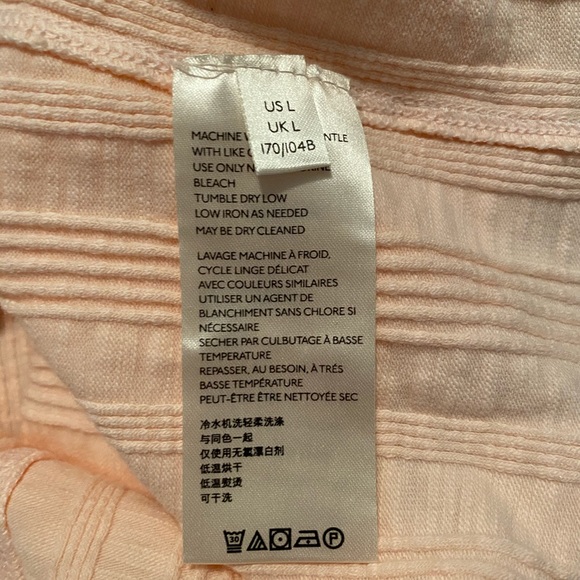 US L
UK L
170/104B
MACHINE NTLE
WITH LIKE
USE ONLY
BLEACH
TUMBLE DRY LOW
LOW IRON AS NEEDED
MAY BE DRY CLEANED
LAVAGE MACHINE À FROID,
CYCLE LINGE DÉLICAT
AVEC COULEURS SIMILAIRES
UTILISER UN AGENT DE
BLANCHIMENT SANS CHLORE SI
NÉCESSAIRE
SECHER PAR CULBUTAGE À BASSE
TEMPERATURE
REPASSER, AU BESOIN, À TRÉS
BASSE TEMPÉRATURE
PEUT-ÊTRE ÊTRE NETTOYÉE SEC
冷水机洗轻柔洗涤
与同色一起
仅使用无氯漂白剂
低温烘干
低温熨烫
可干洗
30 P